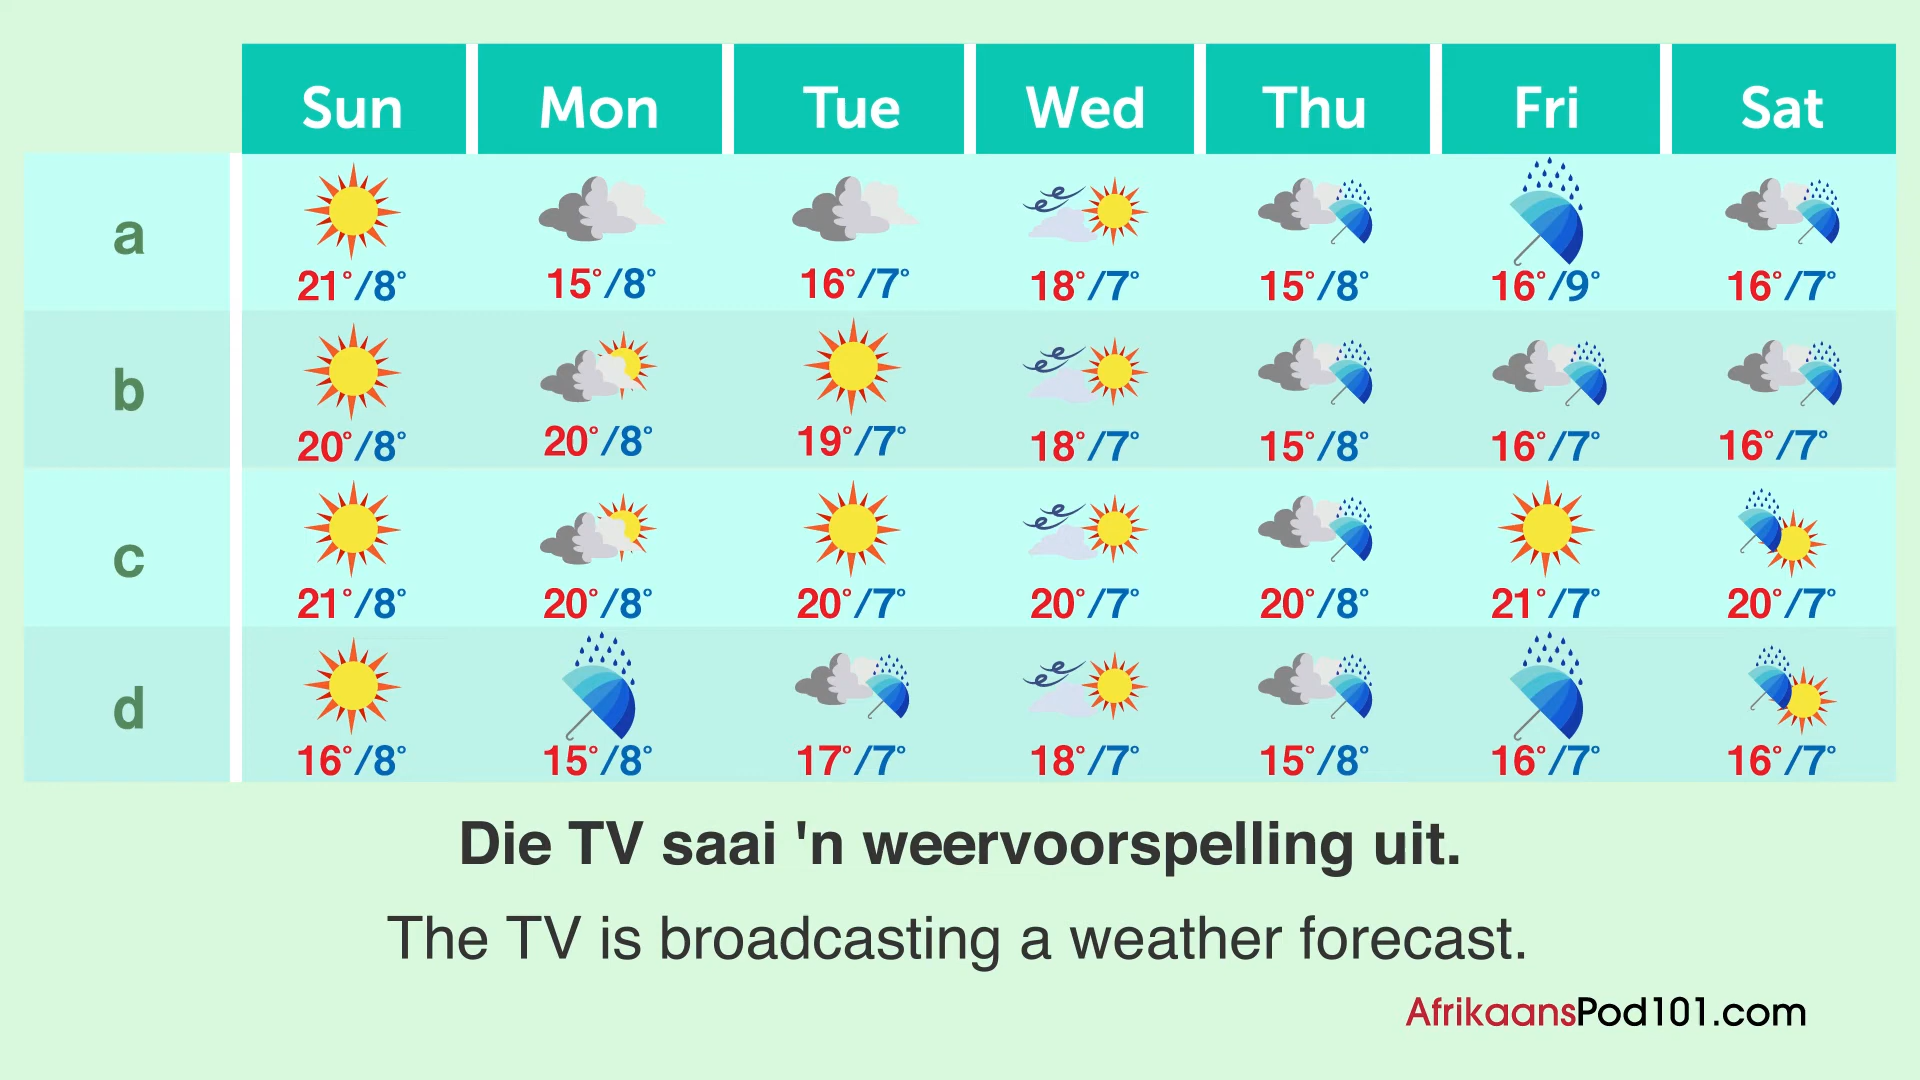 Sun Mon Tue Wed Thu Fri Sat
a
21°/8° 15°/8° 16°/7° 18°/7° 15°/8° 16°/9° 16°/7°
b
20°/8° 20°/8° 19°/7° 18°/7° 15°/8° 16°/7° 16°/7°
c
21°/8° 20°/8° 20°/7° 20°/7° 20°/8° 21°/7° 20°/7°
d
16°/8° 15°/8° 17°/7° 18°/7° 15°/8° 16°/7° 16°/7°
Die TV saai 'n weervoorspelling uit.
The TV is broadcasting a weather forecast.
AfrikaansPod101.com